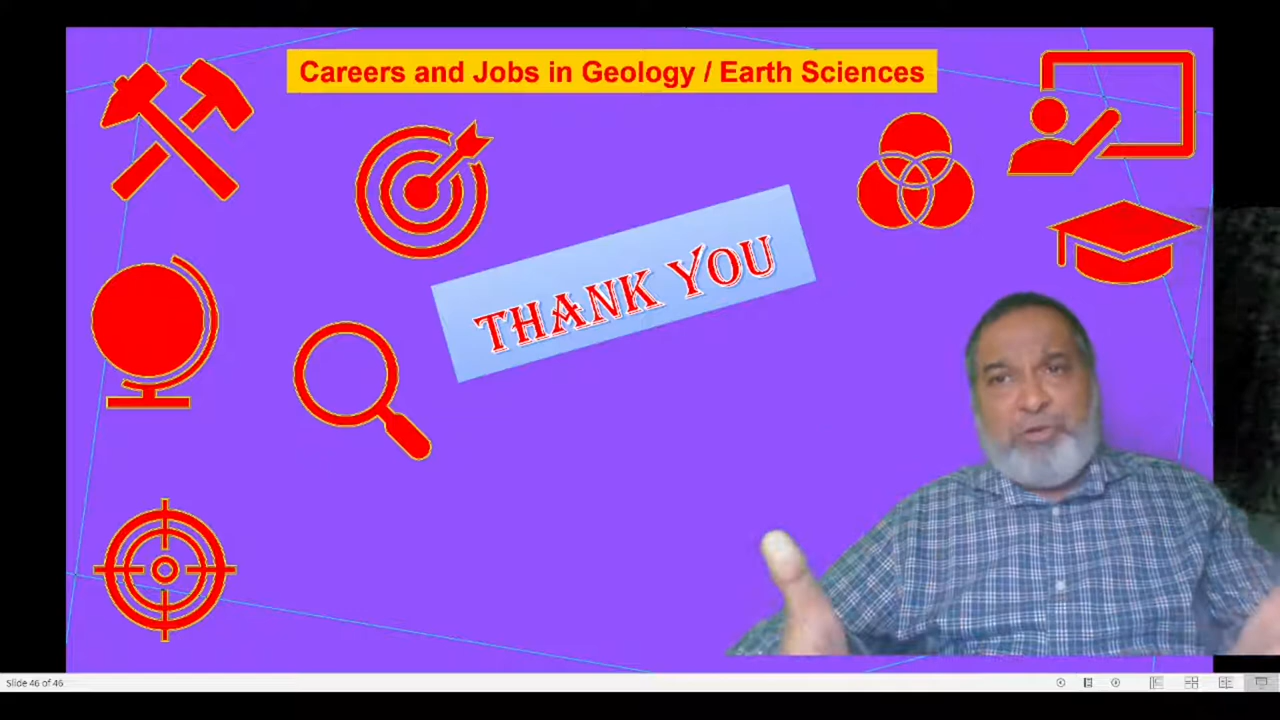 Careers and Jobs in Geology / Earth Sciences
THANK YOU
Slide 46 of 46